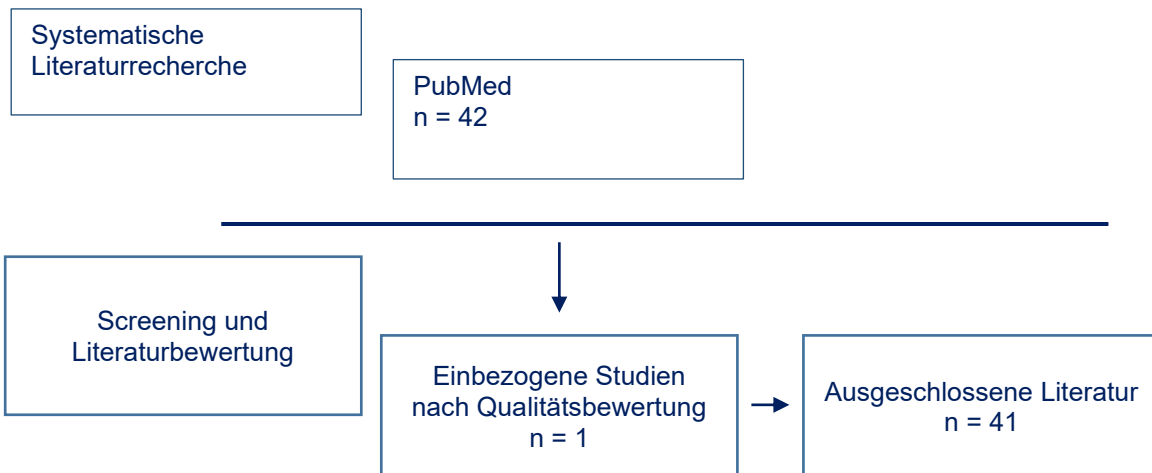 Systematische
Literaturrecherche
PubMed
n = 42
Screening und
Literaturbewertung
Einbezogene Studien
nach Qualitätsbewertung
n = 1
Ausgeschlossene Literatur
n = 41